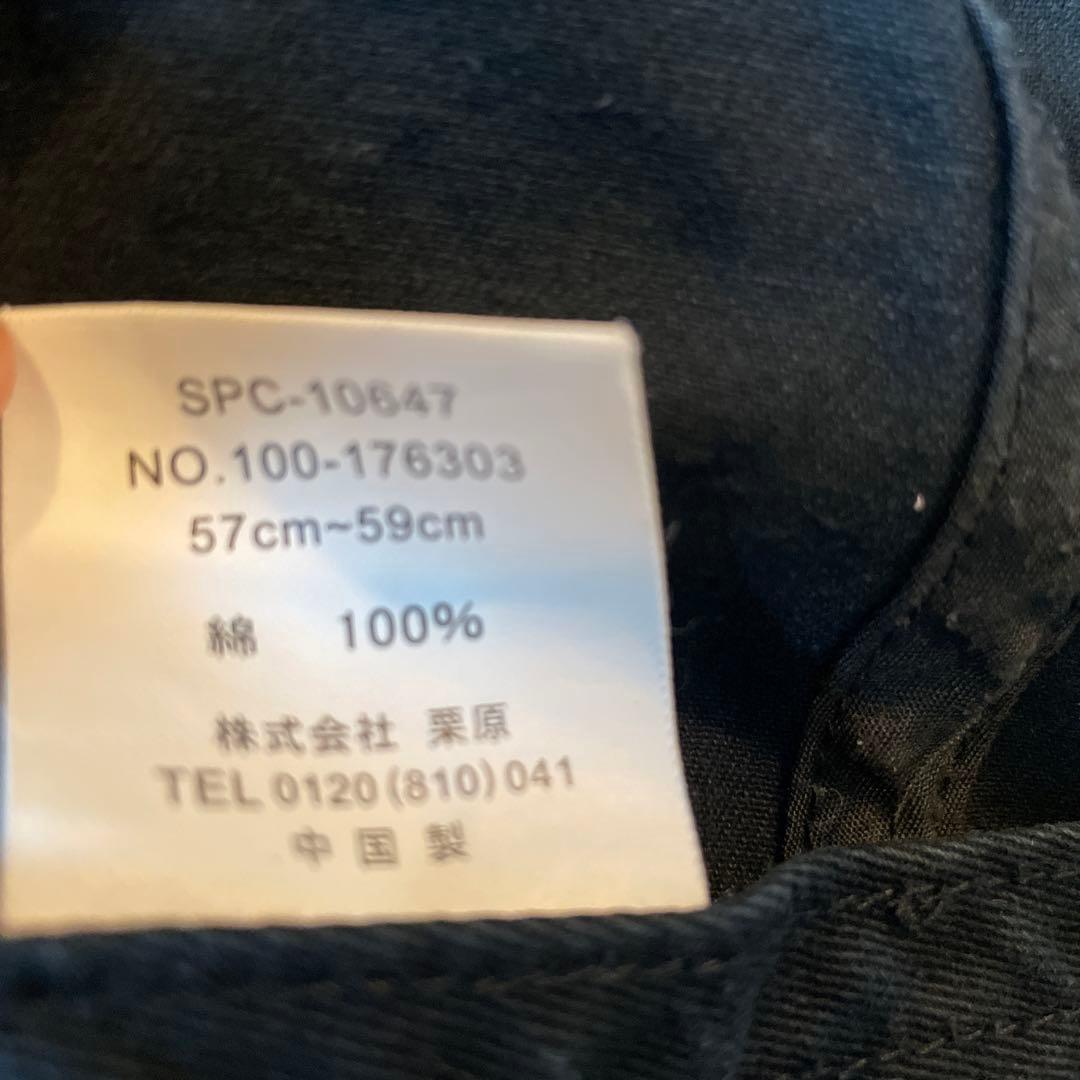 SPC-10647
NO.100-176303
57cm~59cm
綿 100%
株式会社 栗原
TEL 0120(810)041
中国製